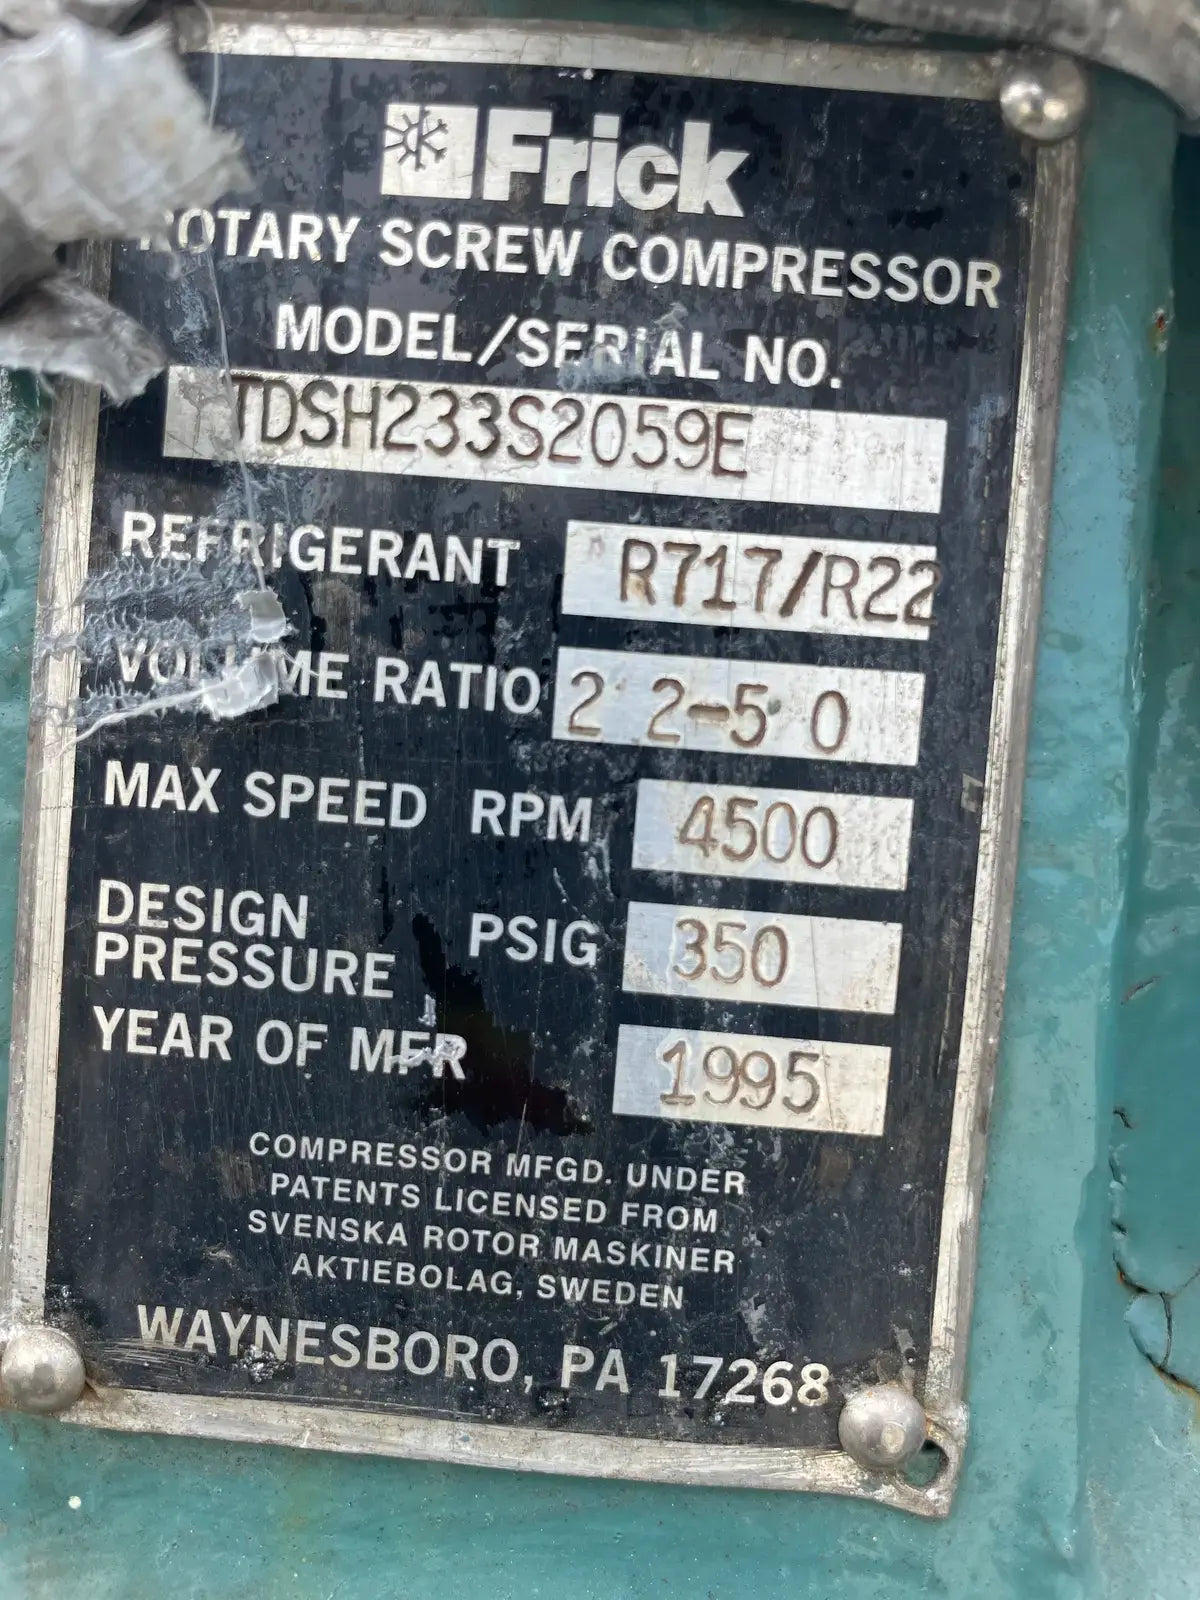 Frick
ROTARY SCREW COMPRESSOR
MODEL/SERIAL NO.
TDSH233S2059E
REFRIGERANT R717/R22
VOLUME RATIO 2 2-5 0
MAX SPEED RPM 4500
DESIGN PRESSURE PSIG 350
YEAR OF MFR 1995
COMPRESSOR MFGD. UNDER
PATENTS LICENSED FROM
SVENSKA ROTOR MASKINER
AKTIEBOLAG, SWEDEN
WAYNESBORO, PA 17268